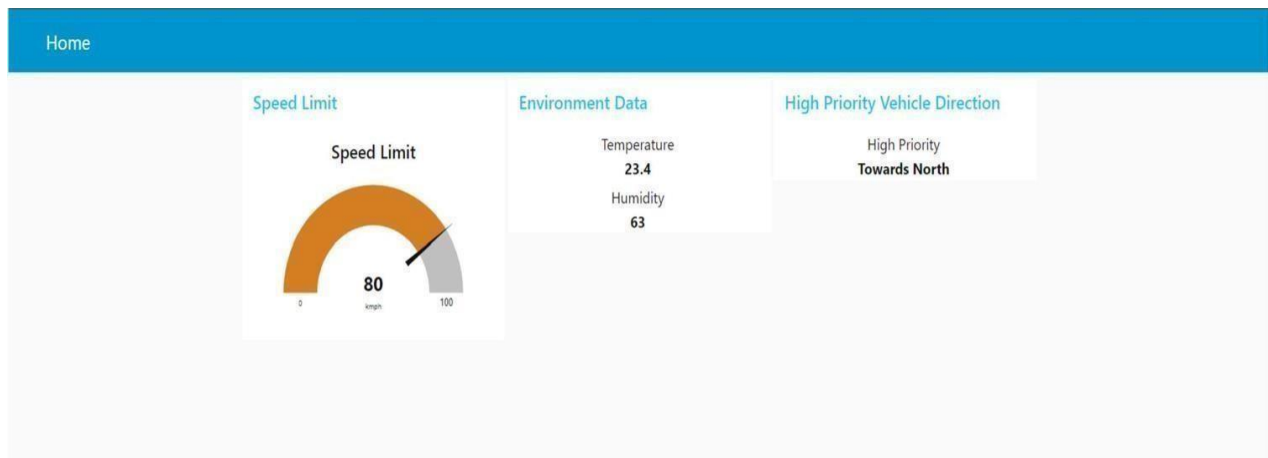 Home
Speed Limit
Speed Limit
80
kmph
0
100
Environment Data
Temperature
23.4
Humidity
63
High Priority Vehicle Direction
High Priority
Towards North